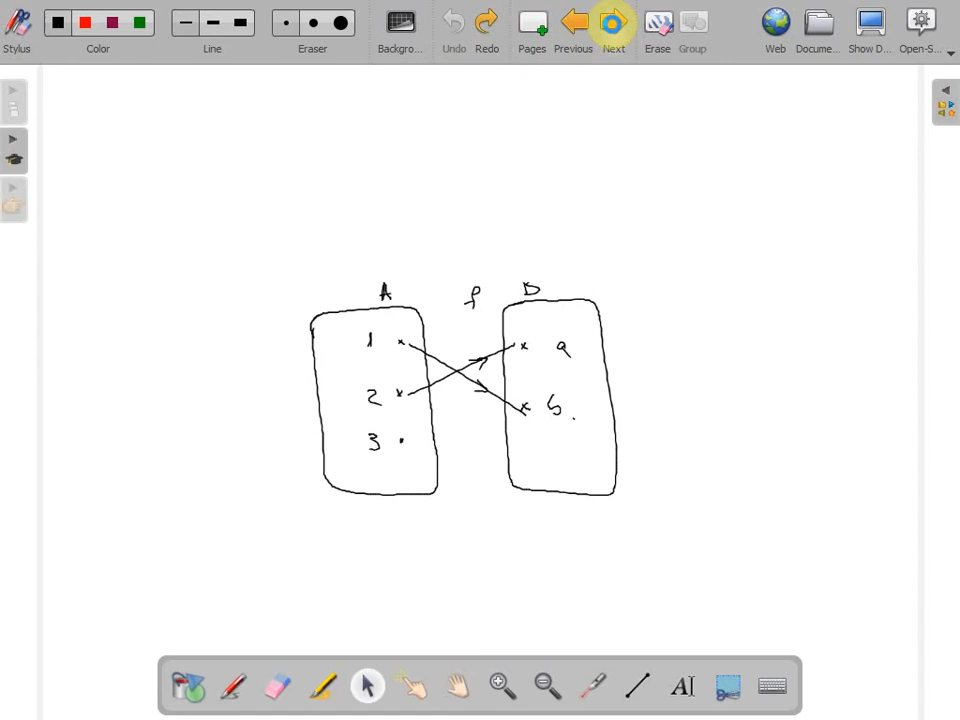 Stylus Color Line Eraser Backgro... Undo Redo Pages Previous Next Erase Group Web Docume... Show D... Open-S...
A f B
1 a
2 b
3
AI